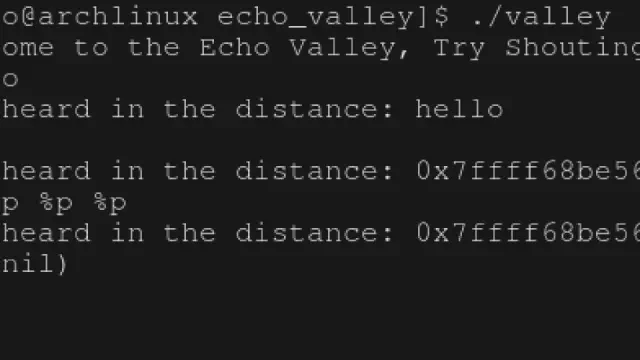 o@archlinux echo_valley]$ ./valley
ome to the Echo Valley, Try Shouting
o
heard in the distance: hello
heard in the distance: 0x7ffff68be56
p %p %p
heard in the distance: 0x7ffff68be56
nil)